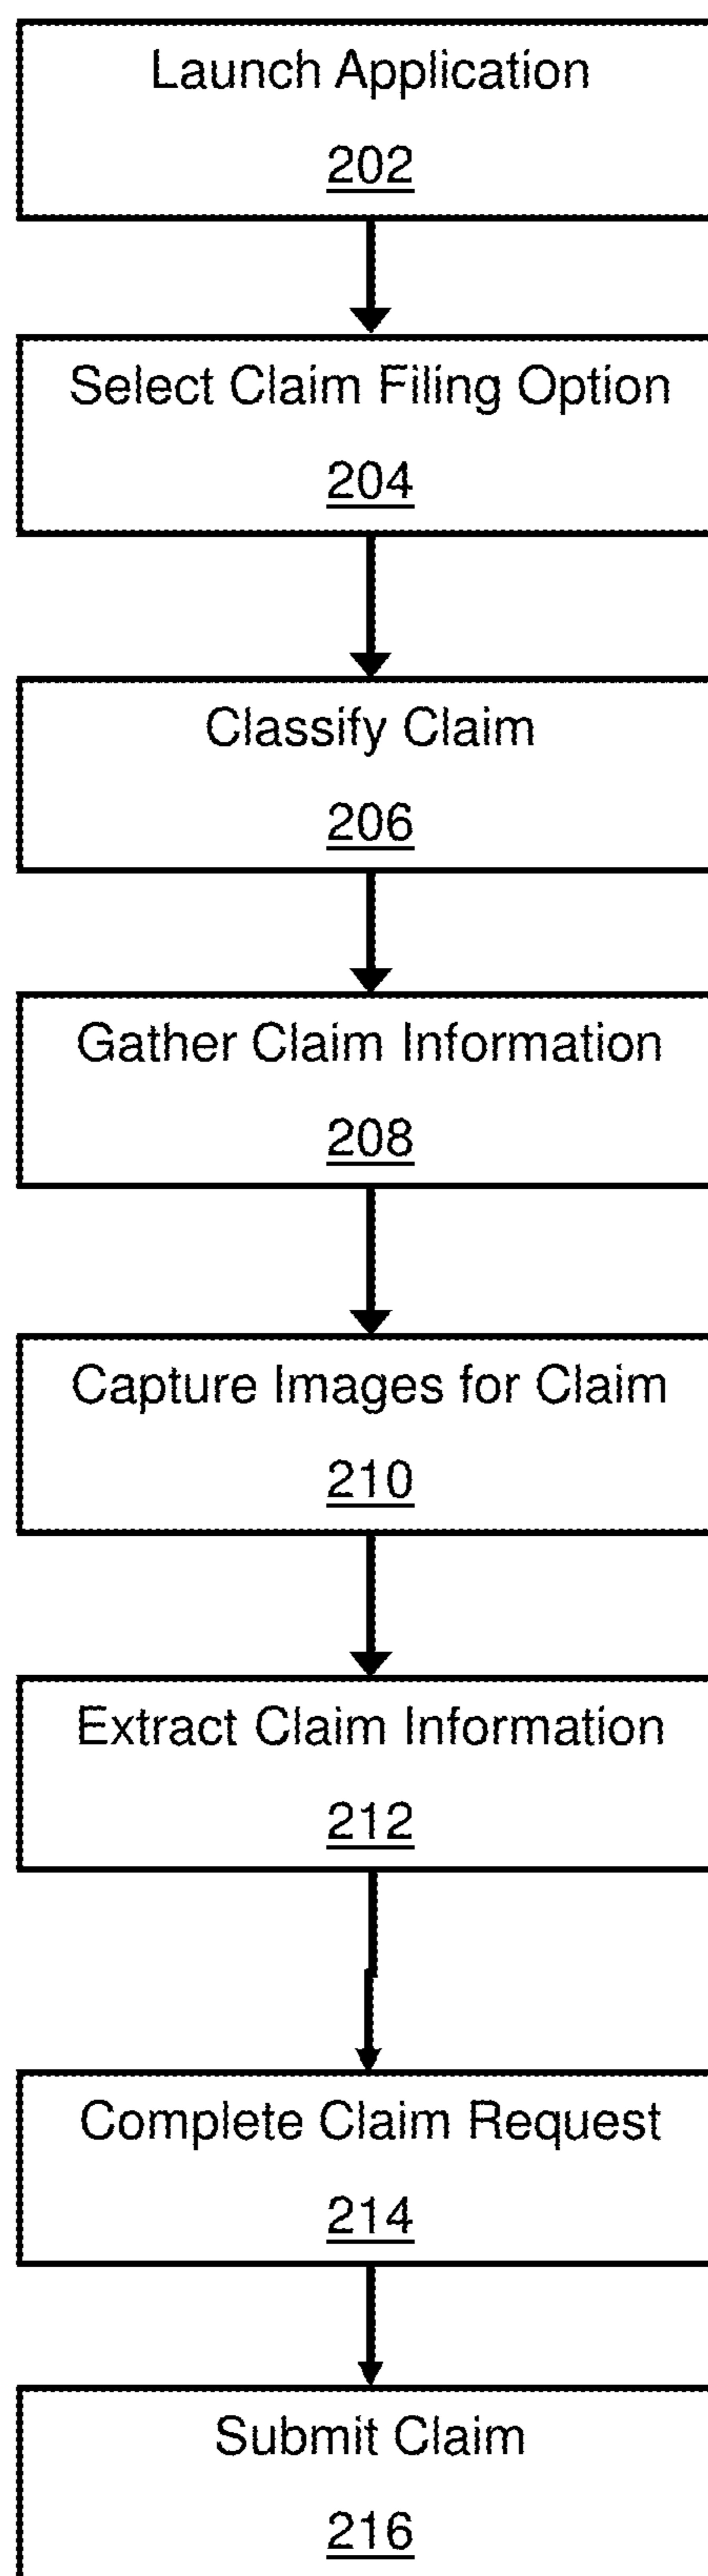 Launch Application
202
Select Claim Filing Option
204
Classify Claim
206
Gather Claim Information
208
Capture Images for Claim
210
Extract Claim Information
212
Complete Claim Request
214
Submit Claim
216